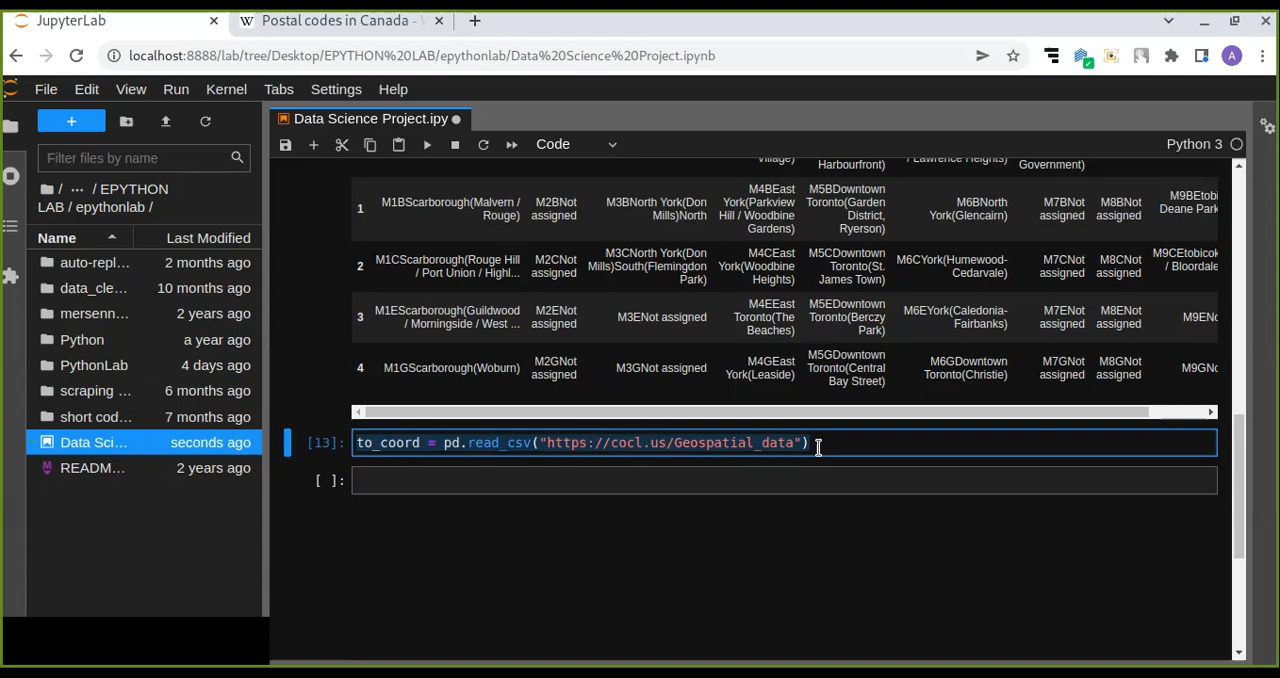 JupyterLab
Postal codes in Canada -
localhost:8888/lab/tree/Desktop/EPYTHON%20LAB/epythonlab/Data%20Science%20Project.ipynb
A
File Edit View Run Kernel Tabs Settings Help
Data Science Project.ipy
Filter files by name
Code
Python 3
/ ... / EPYTHON
LAB / epythonlab /
Name Last Modified
auto-repl... 2 months ago
data_cle... 10 months ago
mersenn... 2 years ago
Python a year ago
PythonLab 4 days ago
scraping ... 6 months ago
short cod... 7 months ago
Data Sci... seconds ago
README... 2 years ago
Village) Harbourfront) / Lawrence Heights) Government)
1 M1BScarborough(Malvern / Rouge) M2BNot assigned M3BNorth York(Don Mills)North M4BEast York(Parkview Hill / Woodbine Gardens) M5BDowntown Toronto(Garden District, Ryerson) M6BNorth York(Glencairn) M7BNot assigned M8BNot assigned M9BEtobi Deane Park
2 M1CScarborough(Rouge Hill / Port Union / Highl... M2CNot assigned M3CNorth York(Don Mills)South(Flemingdon Park) M4CEast York(Woodbine Heights) M5CDowntown Toronto(St. James Town) M6CYork(Humewood-Cedarvale) M7CNot assigned M8CNot assigned M9CEtobicok / Bloordale
3 M1EScarborough(Guildwood / Morningside / West ... M2ENot assigned M3ENot assigned M4EEast Toronto(The Beaches) M5EDowntown Toronto(Berczy Park) M6EYork(Caledonia-Fairbanks) M7ENot assigned M8ENot assigned M9ENo
4 M1GScarborough(Woburn) M2GNot assigned M3GNot assigned M4GEast York(Leaside) M5GDowntown Toronto(Central Bay Street) M6GDowntown Toronto(Christie) M7GNot assigned M8GNot assigned M9GNo
[13]: to_coord = pd.read_csv("https://cocl.us/Geospatial_data")
[ ]: